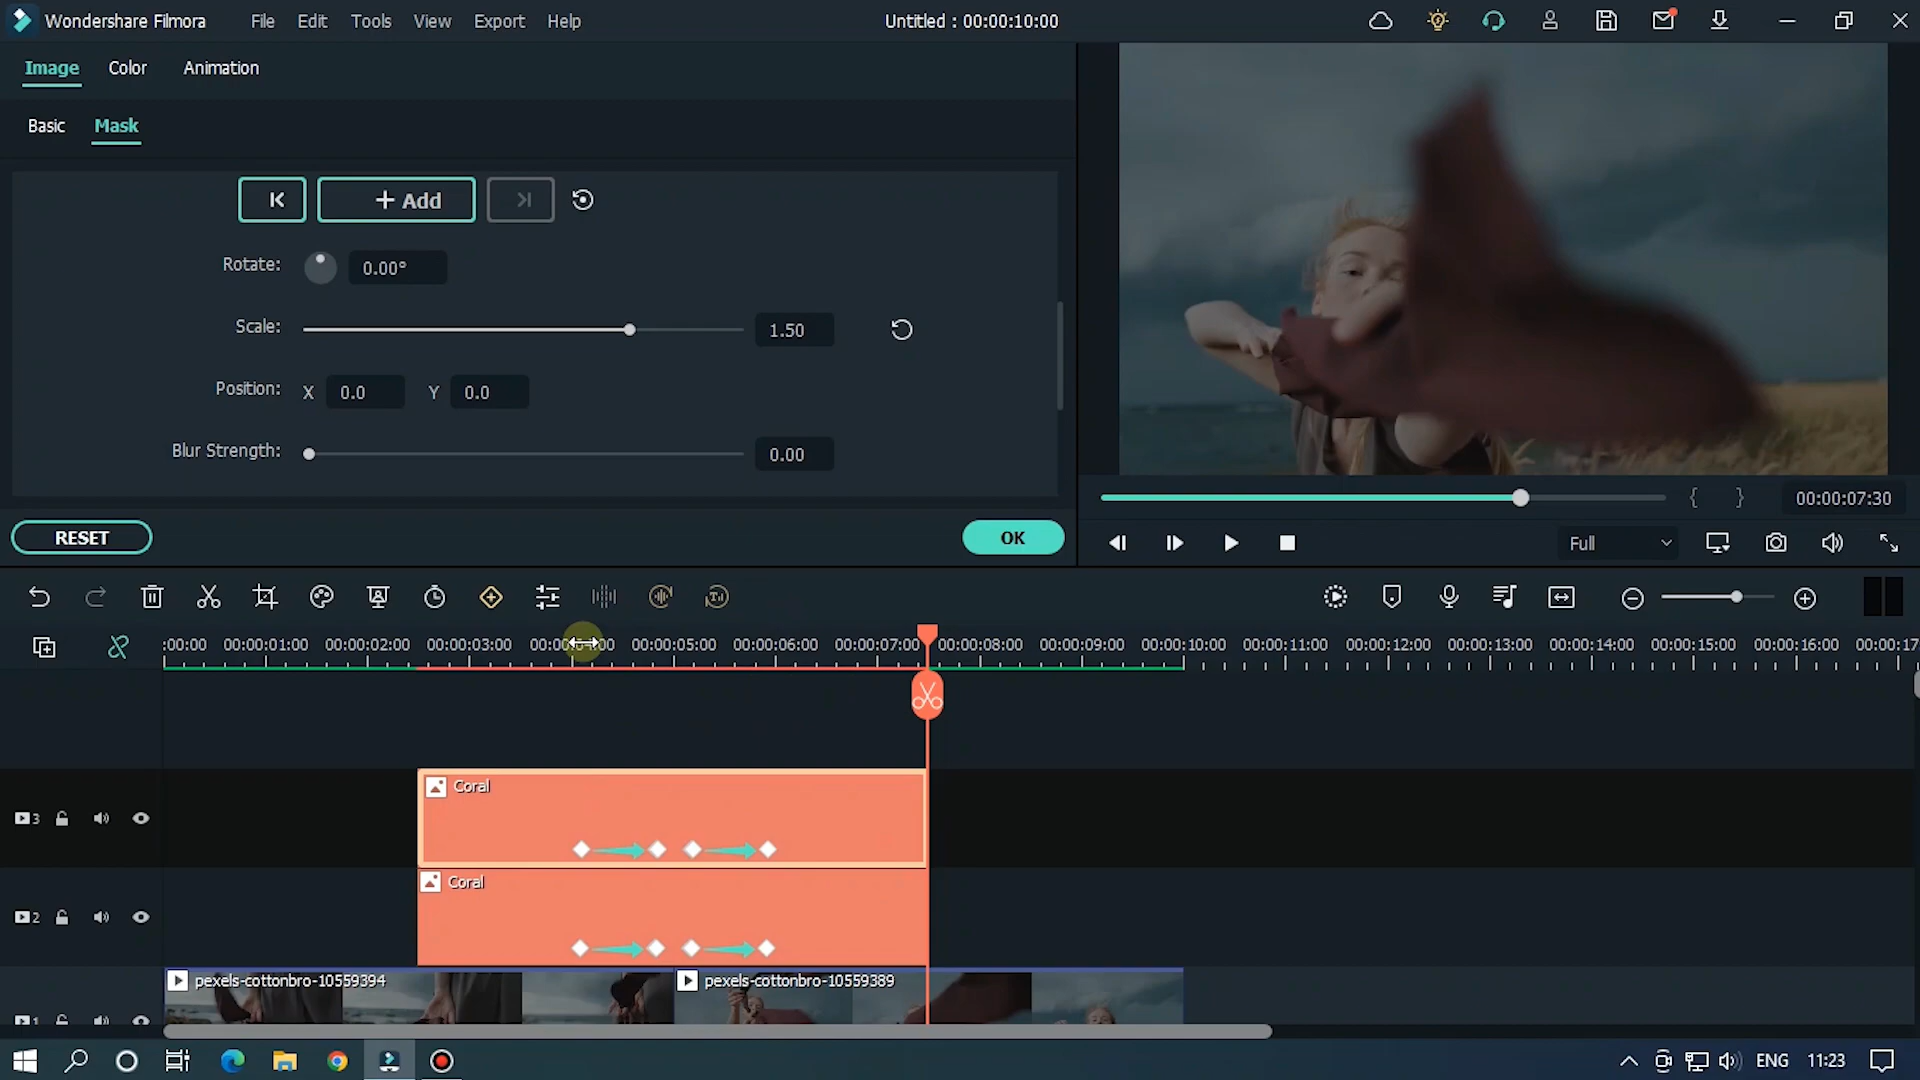 Wondershare Filmora File Edit Tools View Export Help Untitled : 00:00:10:00
Image Color Animation
Basic Mask
+ Add
Rotate: 0.00°
Scale: 1.50
Position: X 0.0 Y 0.0
Blur Strength: 0.00
RESET OK
{ } 00:00:07:30
Full
:00:00 00:00:01:00 00:00:02:00 00:00:03:00 00:00:05:00 00:00:06:00 00:00:07:00 00:00:08:00 00:00:09:00 00:00:10:00 00:00:11:00 00:00:12:00 00:00:13:00 00:00:14:00 00:00:15:00 00:00:16:00 00:00:17
Coral
3
Coral
2
pexels-cottonbro-10559394 pexels-cottonbro-10559389
1
ENG 11:23